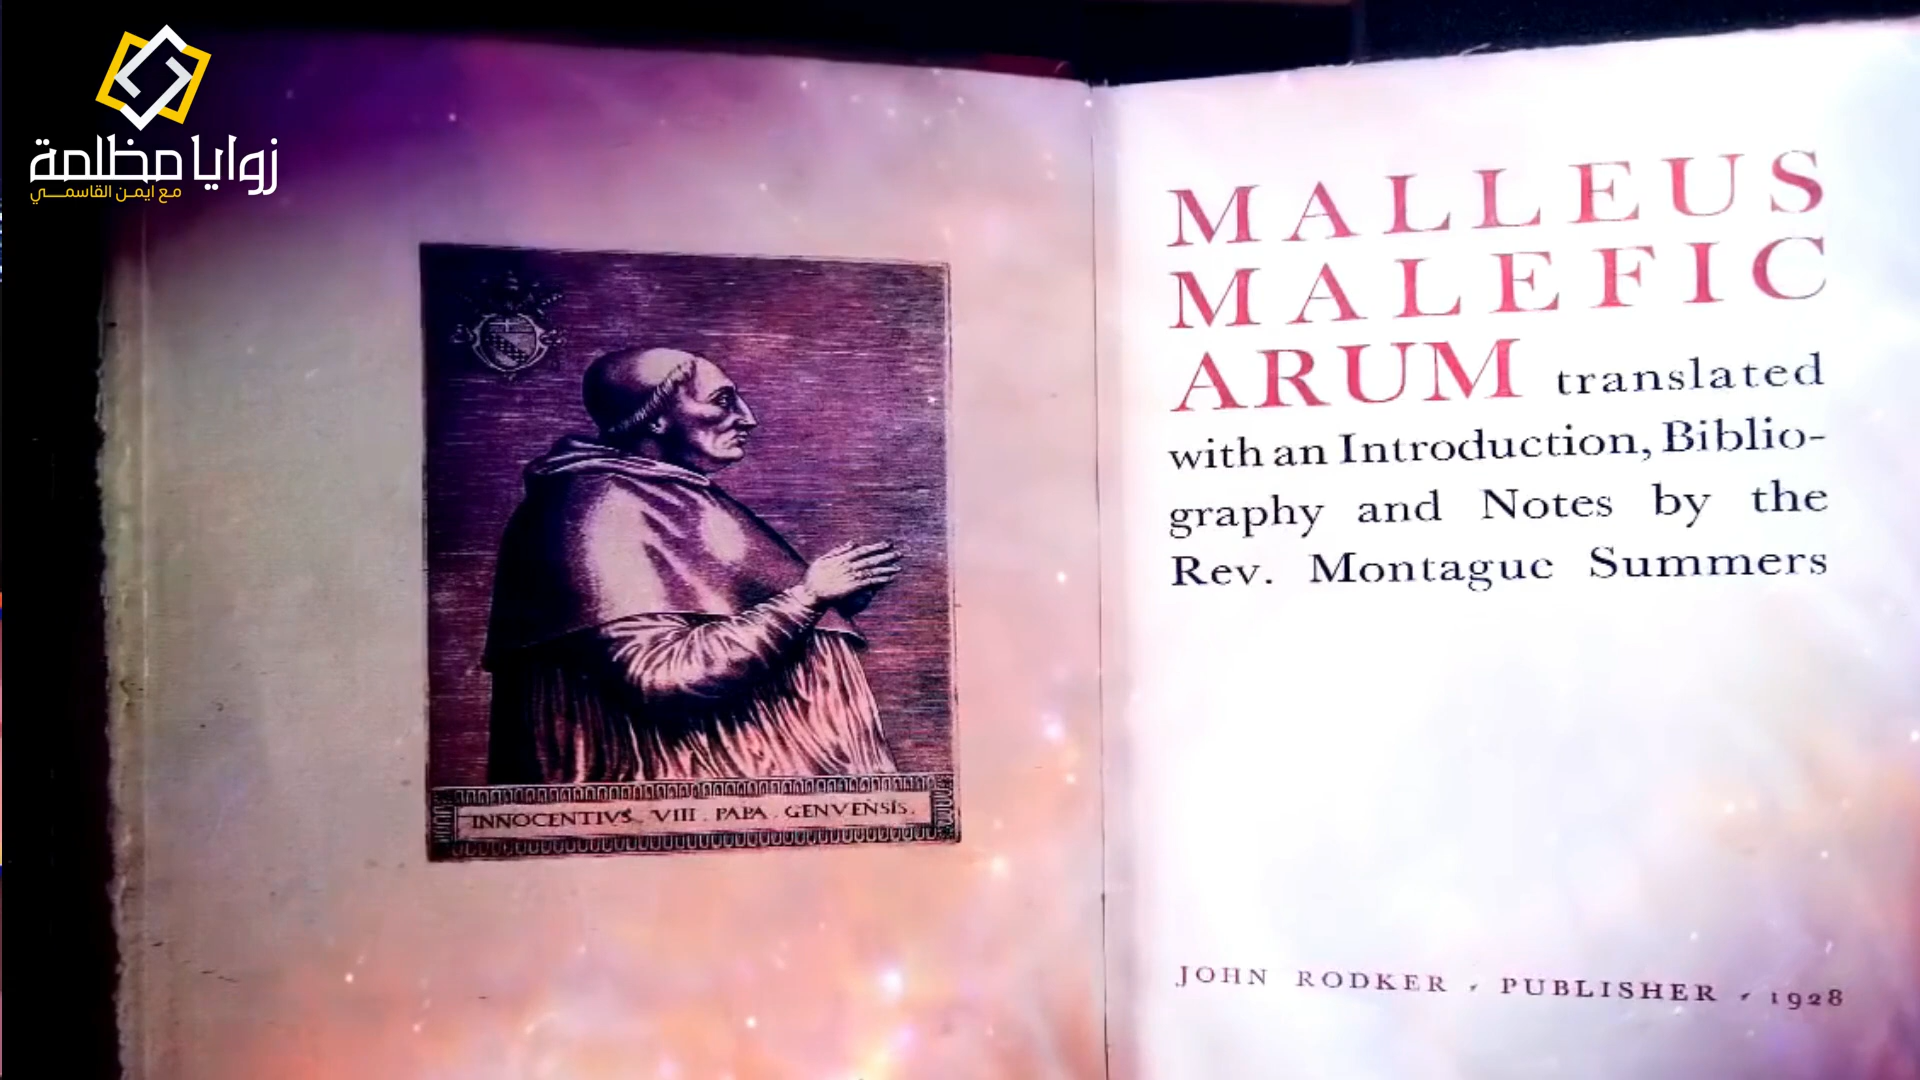 زوايا مظلمة
مع ايمن القاسمي
INNOCENTIVS VIII . PAPA . GENVENSIS.
MALLEUS
MALEFIC
ARUM translated
with an Introduction, Biblio-
graphy and Notes by the
Rev. Montague Summers
JOHN RODKER · PUBLISHER · 1928